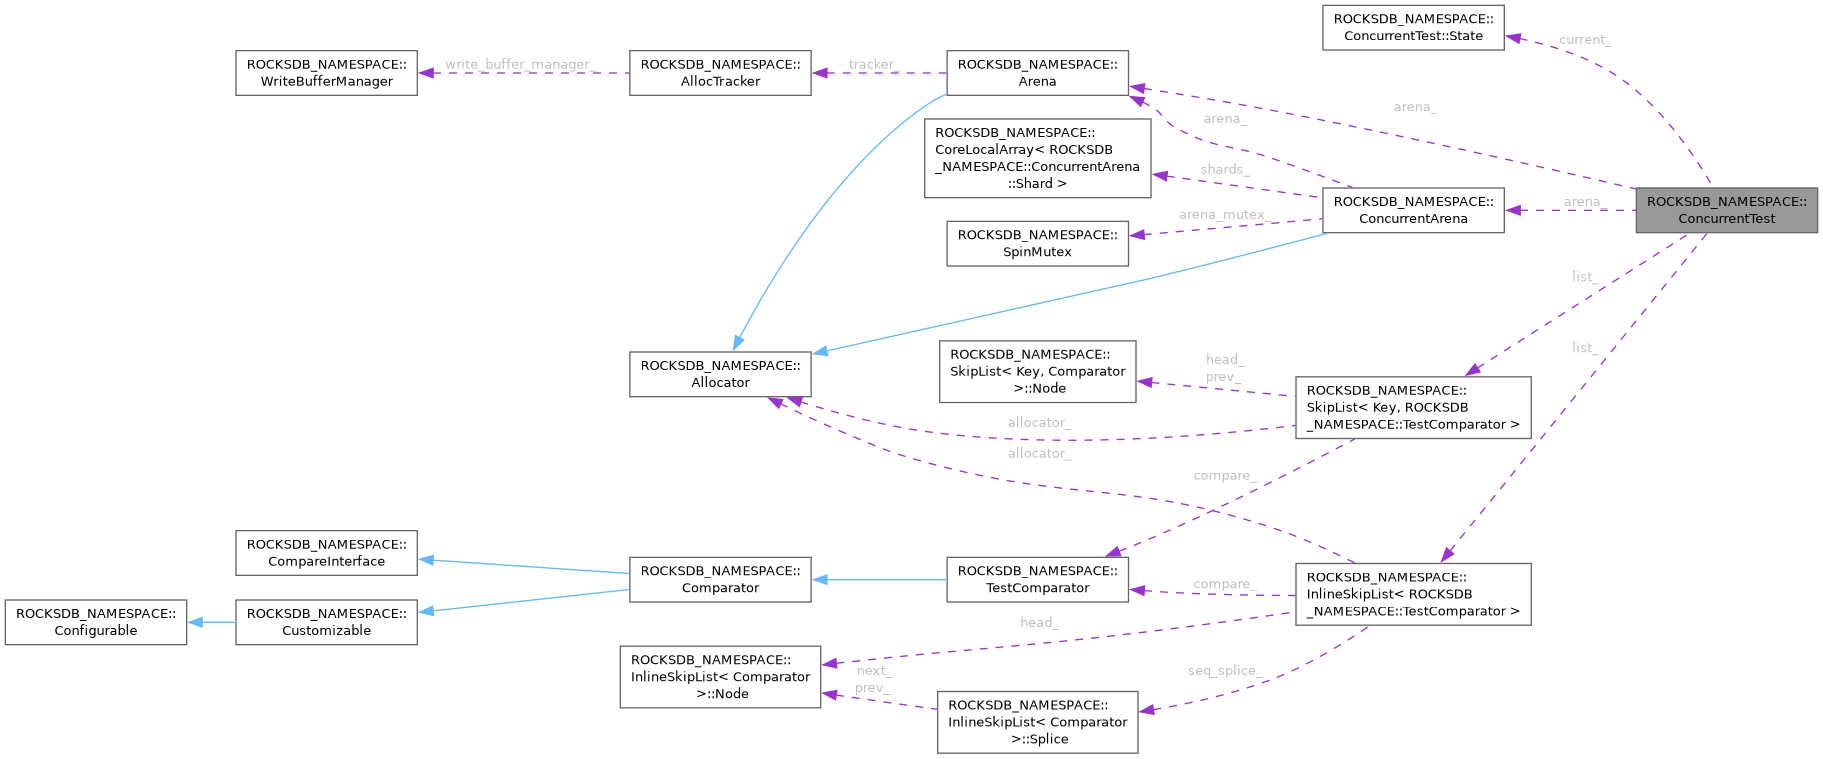 ROCKSDB_NAMESPACE::
ConcurrentTest::State
current_
ROCKSDB_NAMESPACE::
WriteBufferManager
write_buffer_manager_
ROCKSDB_NAMESPACE::
AllocTracker
tracker_
ROCKSDB_NAMESPACE::
Arena
arena_
arena_
ROCKSDB_NAMESPACE::
CoreLocalArray< ROCKSDB
_NAMESPACE::ConcurrentArena
::Shard >
shards_
ROCKSDB_NAMESPACE::
ConcurrentArena
arena_
ROCKSDB_NAMESPACE::
ConcurrentTest
arena_mutex_
ROCKSDB_NAMESPACE::
SpinMutex
list_
list_
ROCKSDB_NAMESPACE::
Allocator
ROCKSDB_NAMESPACE::
SkipList< Key, Comparator
>::Node
head_
prev_
ROCKSDB_NAMESPACE::
SkipList< Key, ROCKSDB
_NAMESPACE::TestComparator >
allocator_
allocator_
compare_
ROCKSDB_NAMESPACE::
CompareInterface
ROCKSDB_NAMESPACE::
Comparator
ROCKSDB_NAMESPACE::
TestComparator
compare_
ROCKSDB_NAMESPACE::
InlineSkipList< ROCKSDB
_NAMESPACE::TestComparator >
ROCKSDB_NAMESPACE::
Configurable
ROCKSDB_NAMESPACE::
Customizable
head_
ROCKSDB_NAMESPACE::
InlineSkipList< Comparator
>::Node
next_
prev_
seq_splice_
ROCKSDB_NAMESPACE::
InlineSkipList< Comparator
>::Splice